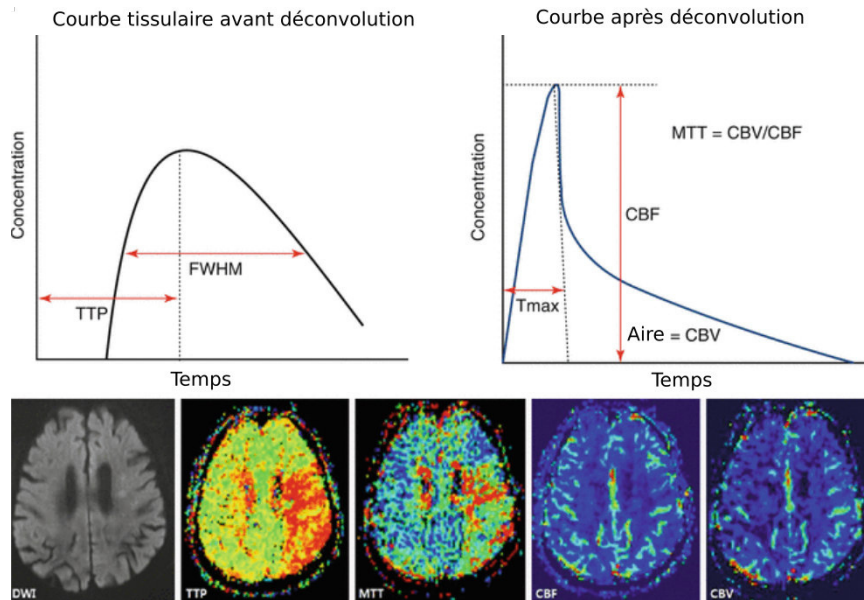 Courbe tissulaire avant déconvolution
Concentration
FWHM
TTP
Temps
Courbe après déconvolution
Concentration
MTT = CBV/CBF
CBF
Tmax
Aire = CBV
Temps
DWI
TTP
MTT
CBF
CBV